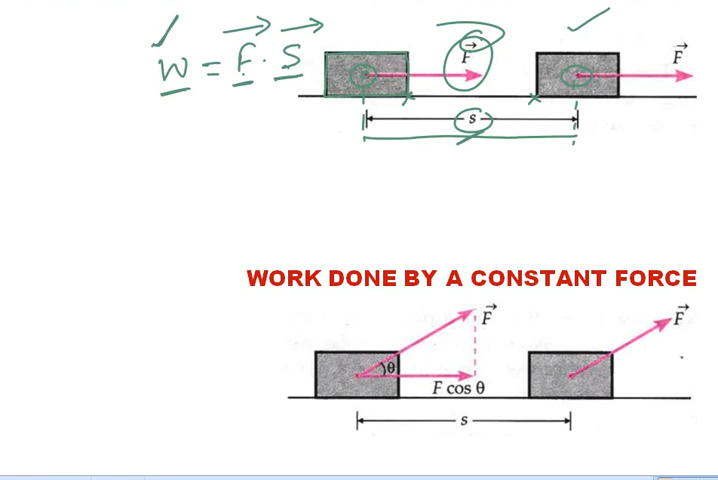 W = F⃗ . S⃗
F⃗
F⃗
s
WORK DONE BY A CONSTANT FORCE
F⃗
F⃗
θ
F cos θ
s